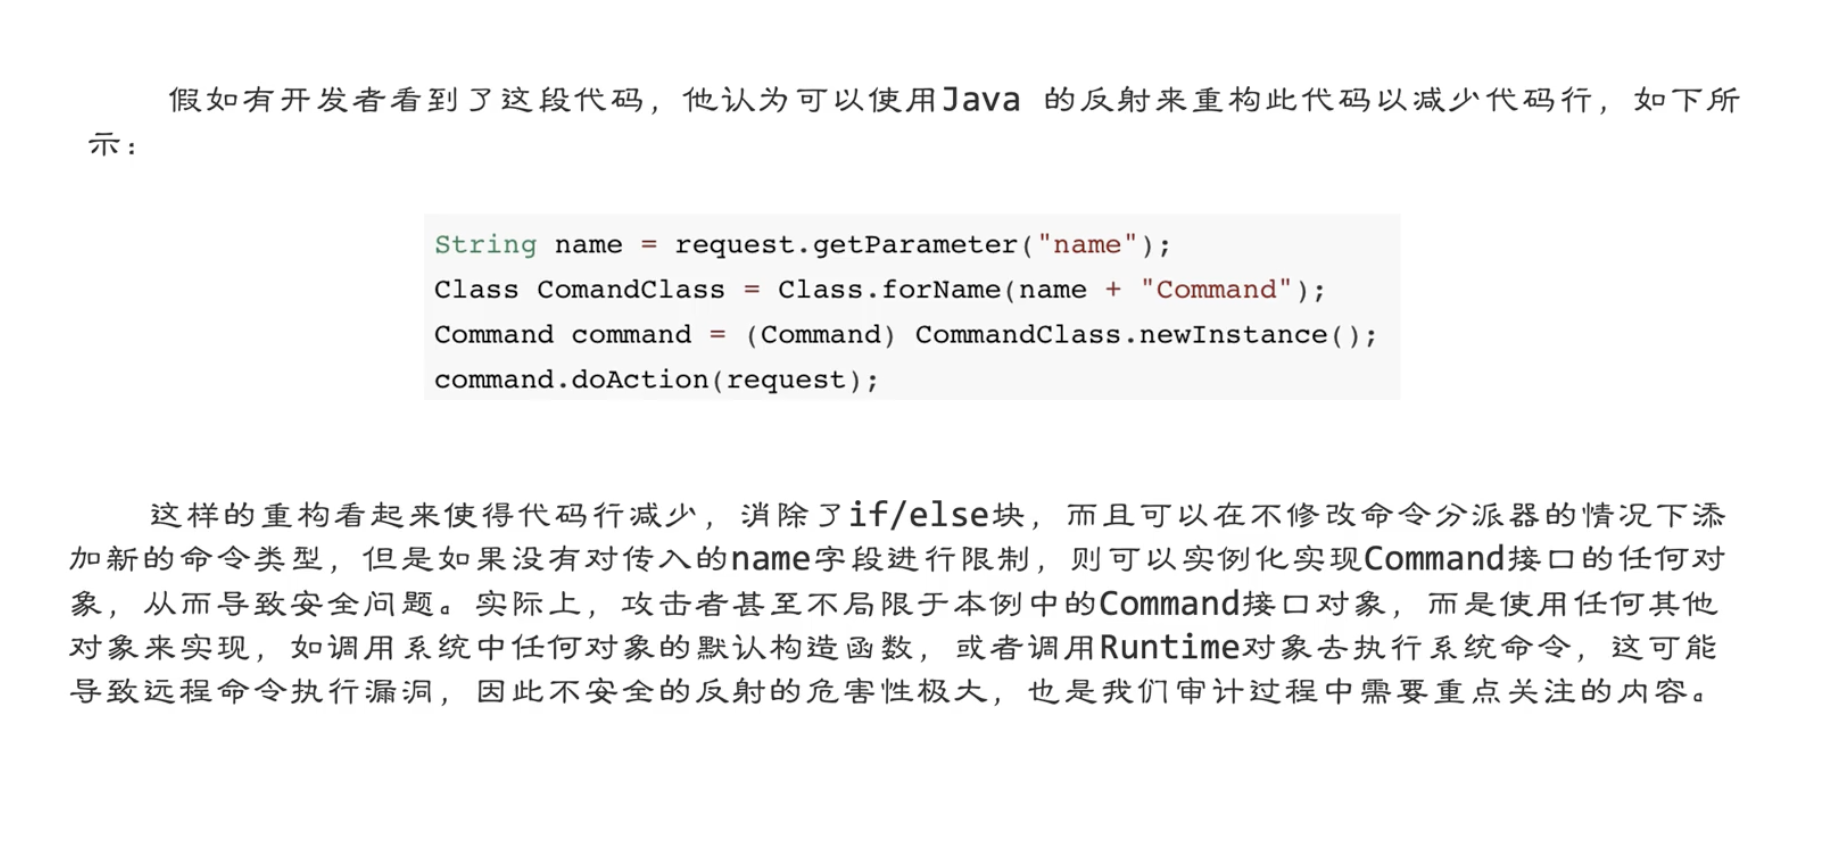 假如有开发者看到了这段代码，他认为可以使用Java 的反射来重构此代码以减少代码行，如下所
示：
String name = request.getParameter("name");
Class ComandClass = Class.forName(name + "Command");
Command command = (Command) CommandClass.newInstance();
command.doAction(request);
这样的重构看起来使得代码行减少，消除了if/else块，而且可以在不修改命令分派器的情况下添
加新的命令类型，但是如果没有对传入的name字段进行限制，则可以实例化实现Command接口的任何对
象，从而导致安全问题。实际上，攻击者甚至不局限于本例中的Command接口对象，而是使用任何其他
对象来实现，如调用系统中任何对象的默认构造函数，或者调用Runtime对象去执行系统命令，这可能
导致远程命令执行漏洞，因此不安全的反射的危害性极大，也是我们审计过程中需要重点关注的内容。